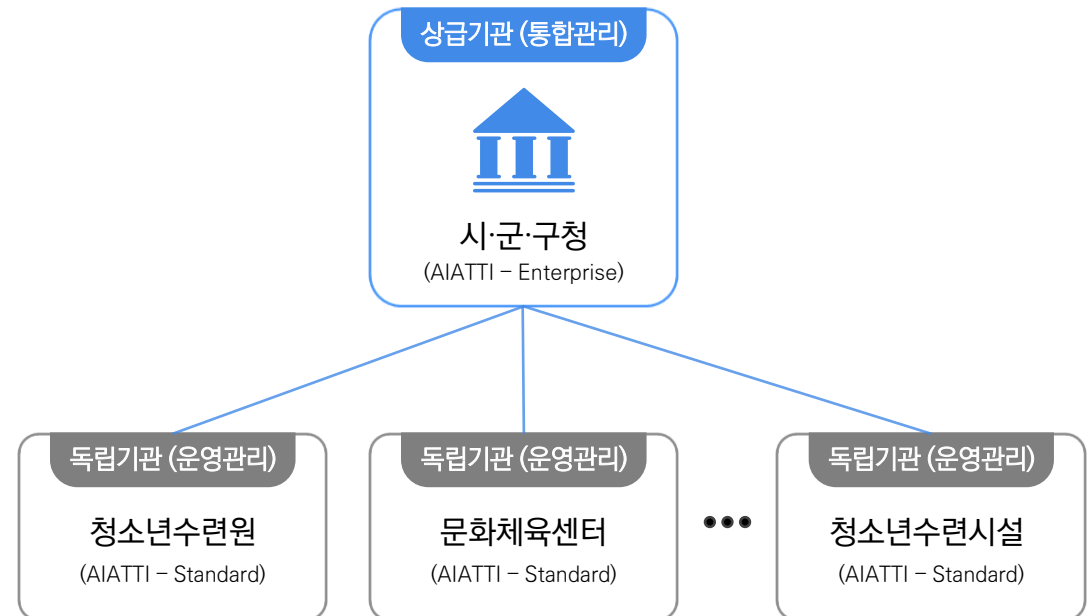 상급기관 (통합관리)
시·군·구청
(AIATTI – Enterprise)
독립기관 (운영관리)
독립기관 (운영관리)
독립기관 (운영관리)
청소년수련원
문화체육센터
•••
청소년수련시설
(AIATTI – Standard)
(AIATTI – Standard)
(AIATTI – Standard)